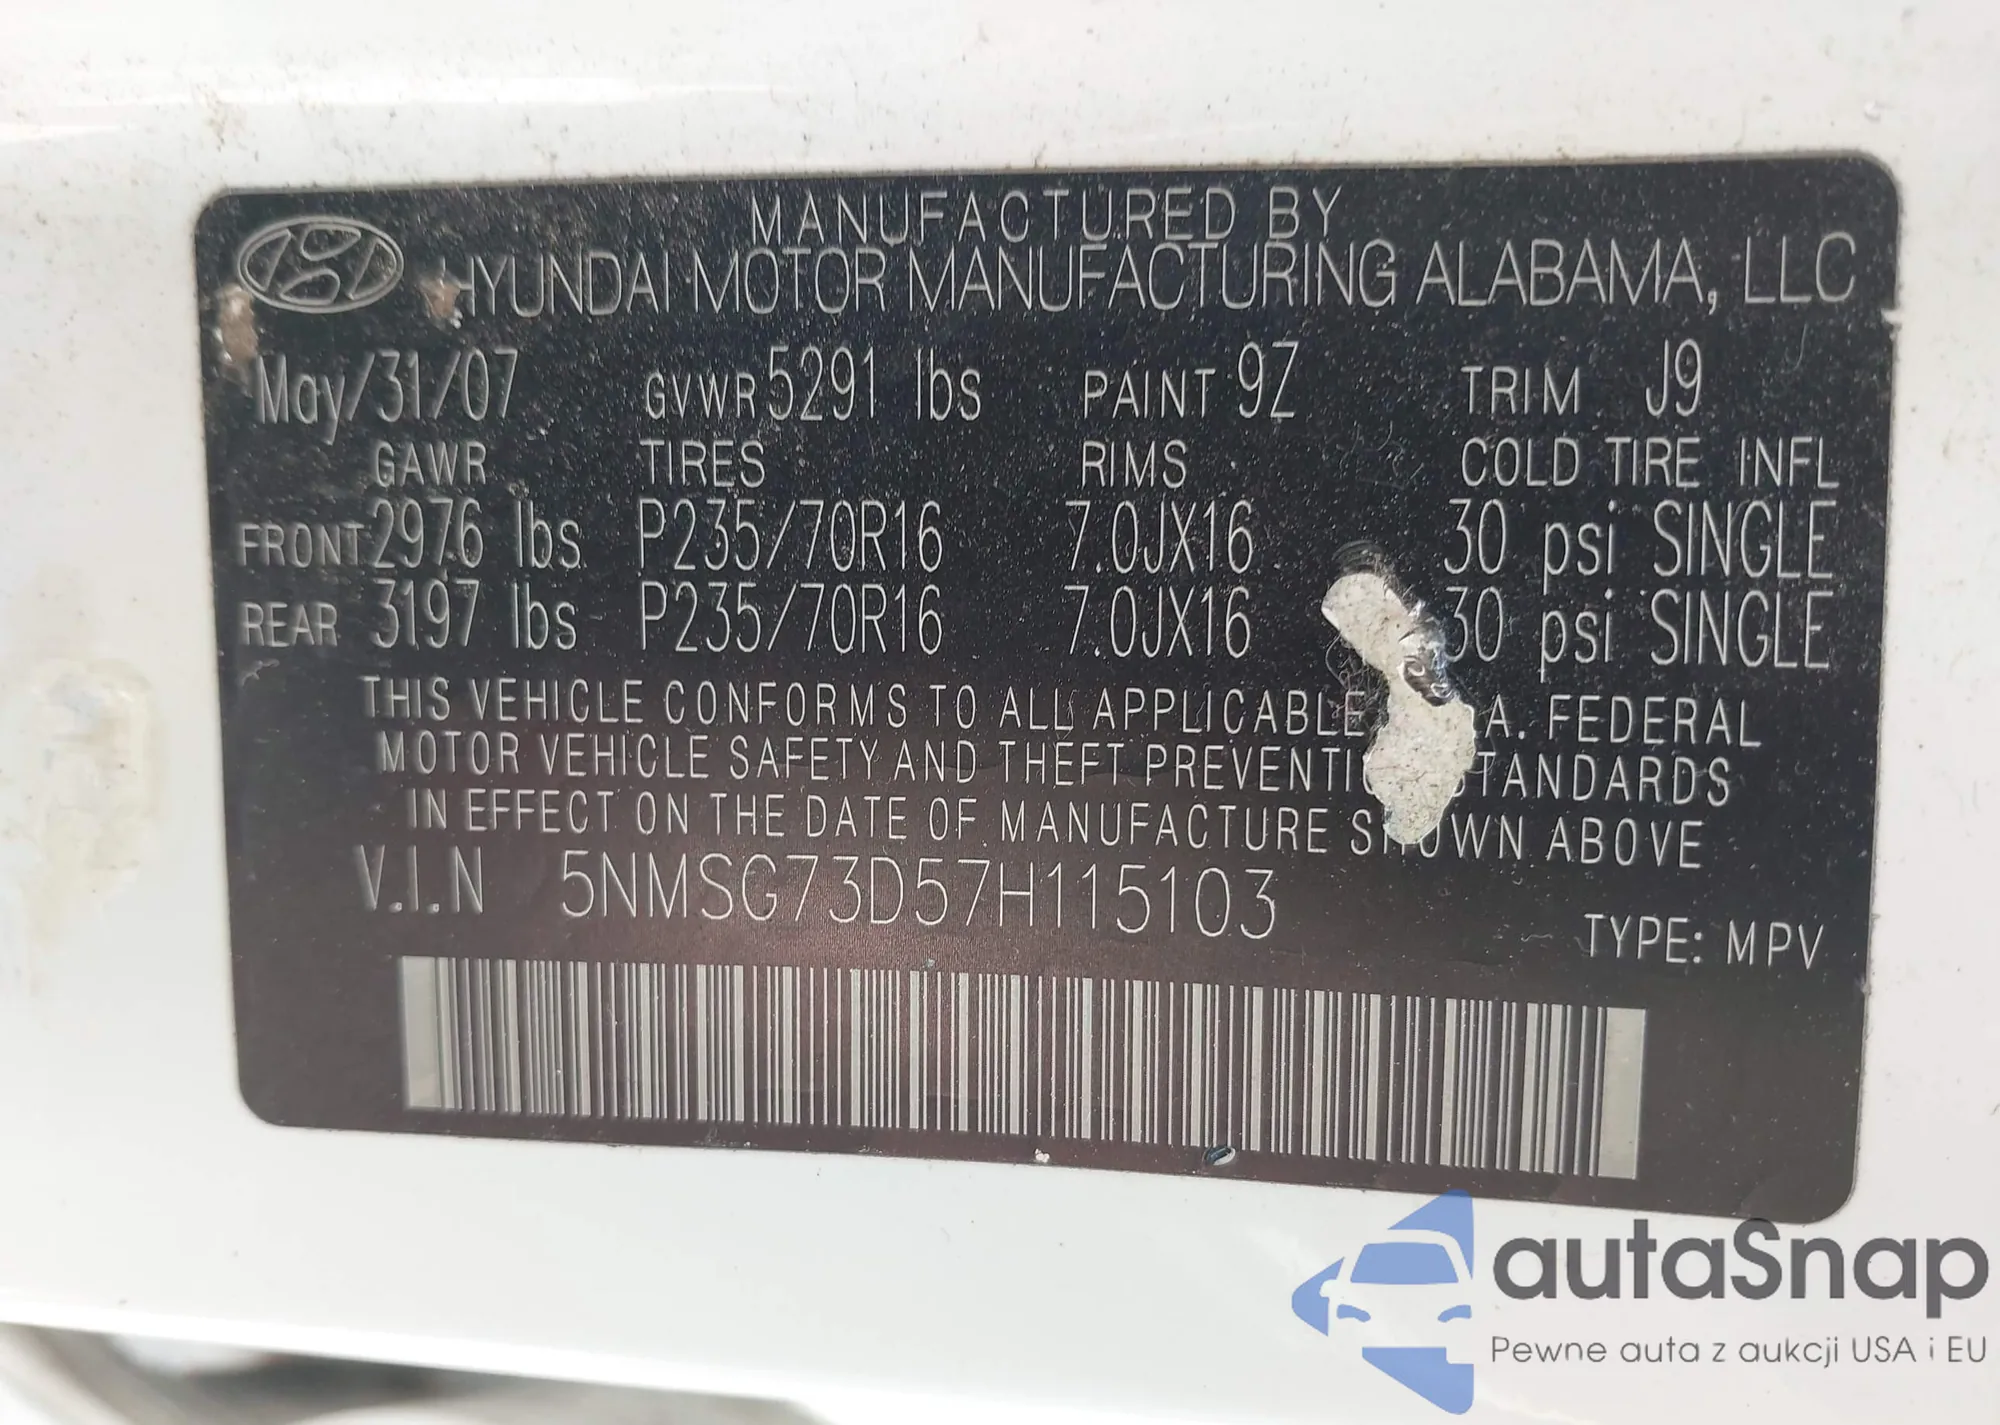 MANUFACTURED BY
HYUNDAI MOTOR MANUFACTURING ALABAMA, LLC
May/31/07 GVWR 5291 lbs PAINT 9Z TRIM J9
GAWR TIRES RIMS COLD TIRE INFL
FRONT 2976 lbs P235/70R16 7.0JX16 30 psi SINGLE
REAR 3197 lbs P235/70R16 7.0JX16 30 psi SINGLE
THIS VEHICLE CONFORMS TO ALL APPLICABLE A. FEDERAL
MOTOR VEHICLE SAFETY AND THEFT PREVENTI STANDARDS
IN EFFECT ON THE DATE OF MANUFACTURE SHOWN ABOVE
V.I.N 5NMSG73D57H115103
TYPE: MPV
autaSnap
Pewne auta z aukcji USA i EU